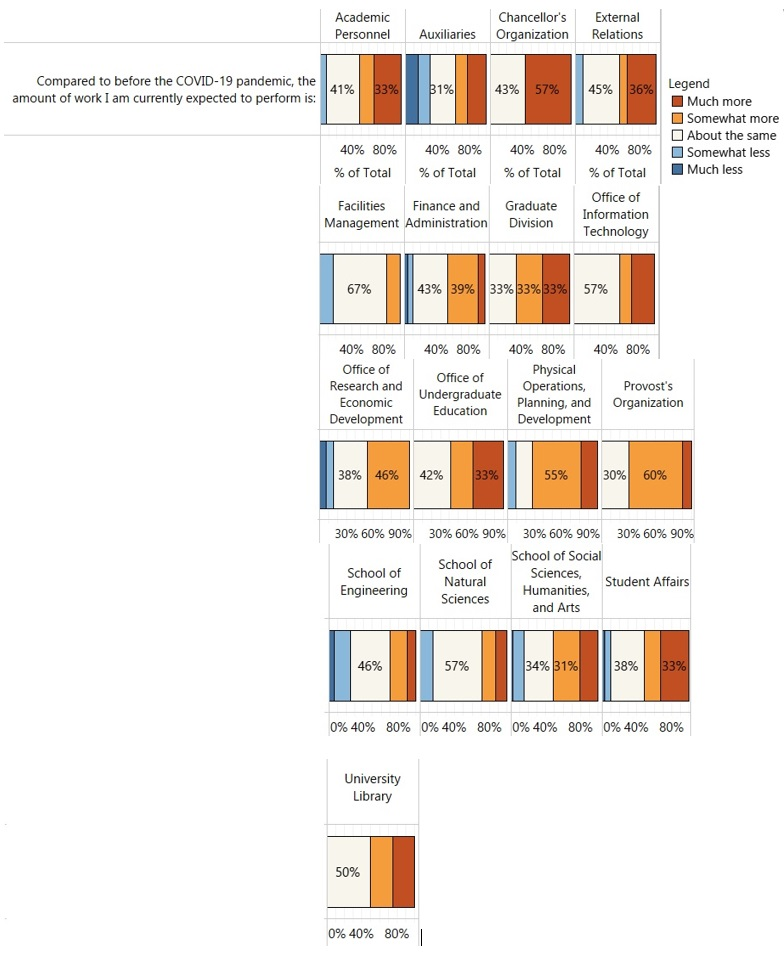 Academic
Personnel
Auxiliaries
Chancellor's
Organization
External
Relations
Compared to before the COVID-19 pandemic, the
amount of work I am currently expected to perform is:
41% 33% 31% 43% 57% 45% 36%
Legend
Much more
Somewhat more
About the same
Somewhat less
Much less
40% 80% 40% 80% 40% 80% 40% 80%
% of Total % of Total % of Total % of Total
Facilities
Management
Finance and
Administration
Graduate
Division
Office of
Information
Technology
67% 43% 39% 33% 33% 33% 57%
40% 80% 40% 80% 40% 80% 40% 80%
Office of
Research and
Economic
Development
Office of
Undergraduate
Education
Physical
Operations,
Planning, and
Development
Provost's
Organization
38% 46% 42% 33% 55% 30% 60%
30% 60% 90% 30% 60% 90% 30% 60% 90% 30% 60% 90%
School of
Engineering
School of
Natural
Sciences
School of Social
Sciences,
Humanities,
and Arts
Student Affairs
46% 57% 34% 31% 38% 33%
0% 40% 80% 0% 40% 80% 0% 40% 80% 0% 40% 80%
University
Library
50%
0% 40% 80%